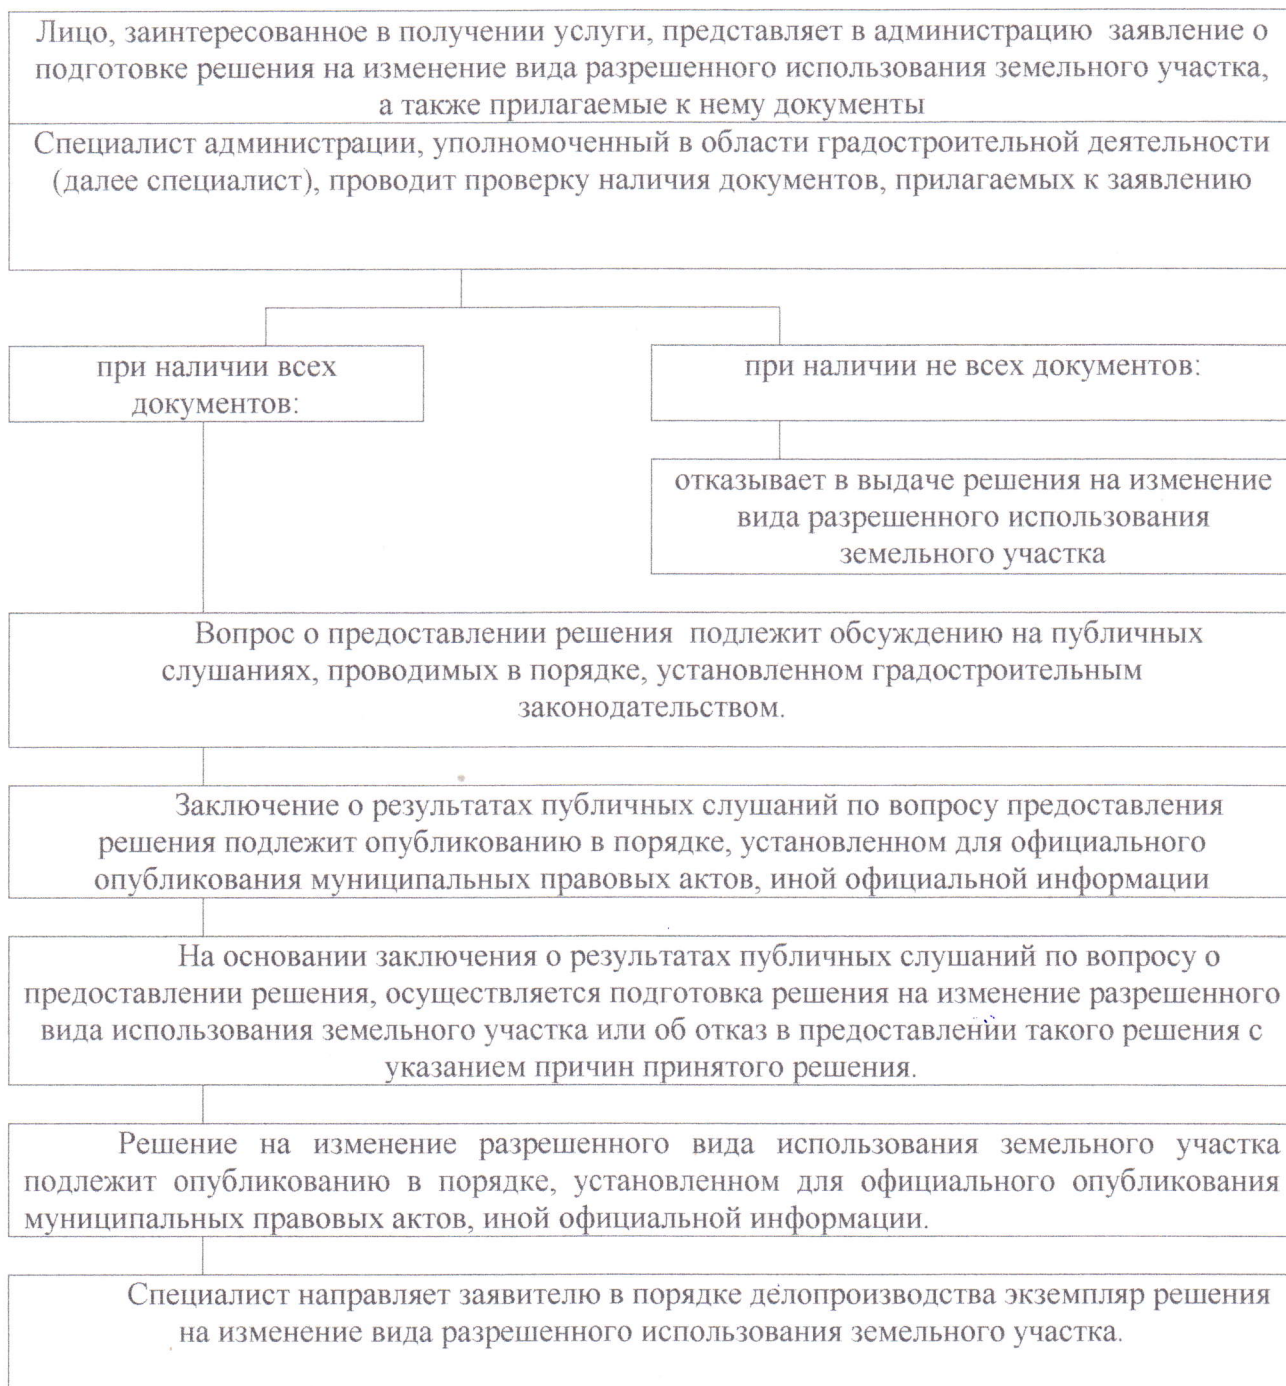 Лицо, заинтересованное в получении услуги, представляет в администрацию заявление о
подготовке решения на изменение вида разрешенного использования земельного участка,
а также прилагаемые к нему документы
Специалист администрации, уполномоченный в области градостроительной деятельности
(далее специалист), проводит проверку наличия документов, прилагаемых к заявлению
при наличии всех
документов:
при наличии не всех документов:
отказывает в выдаче решения на изменение
вида разрешенного использования
земельного участка
Вопрос о предоставлении решения подлежит обсуждению на публичных
слушаниях, проводимых в порядке, установленном градостроительным
законодательством.
Заключение о результатах публичных слушаний по вопросу предоставления
решения подлежит опубликованию в порядке, установленном для официального
опубликования муниципальных правовых актов, иной официальной информации
На основании заключения о результатах публичных слушаний по вопросу о
предоставлении решения, осуществляется подготовка решения на изменение разрешенного
вида использования земельного участка или об отказ в предоставлении такого решения с
указанием причин принятого решения.
Решение на изменение разрешенного вида использования земельного участка
подлежит опубликованию в порядке, установленном для официального опубликования
муниципальных правовых актов, иной официальной информации.
Специалист направляет заявителю в порядке делопроизводства экземпляр решения
на изменение вида разрешенного использования земельного участка.